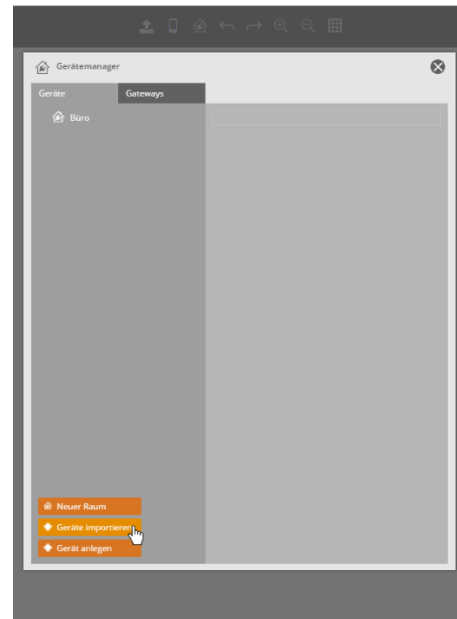 Gerätemanager
Geräte Gateways
Büro
Neuer Raum
Geräte importieren
Gerät anlegen